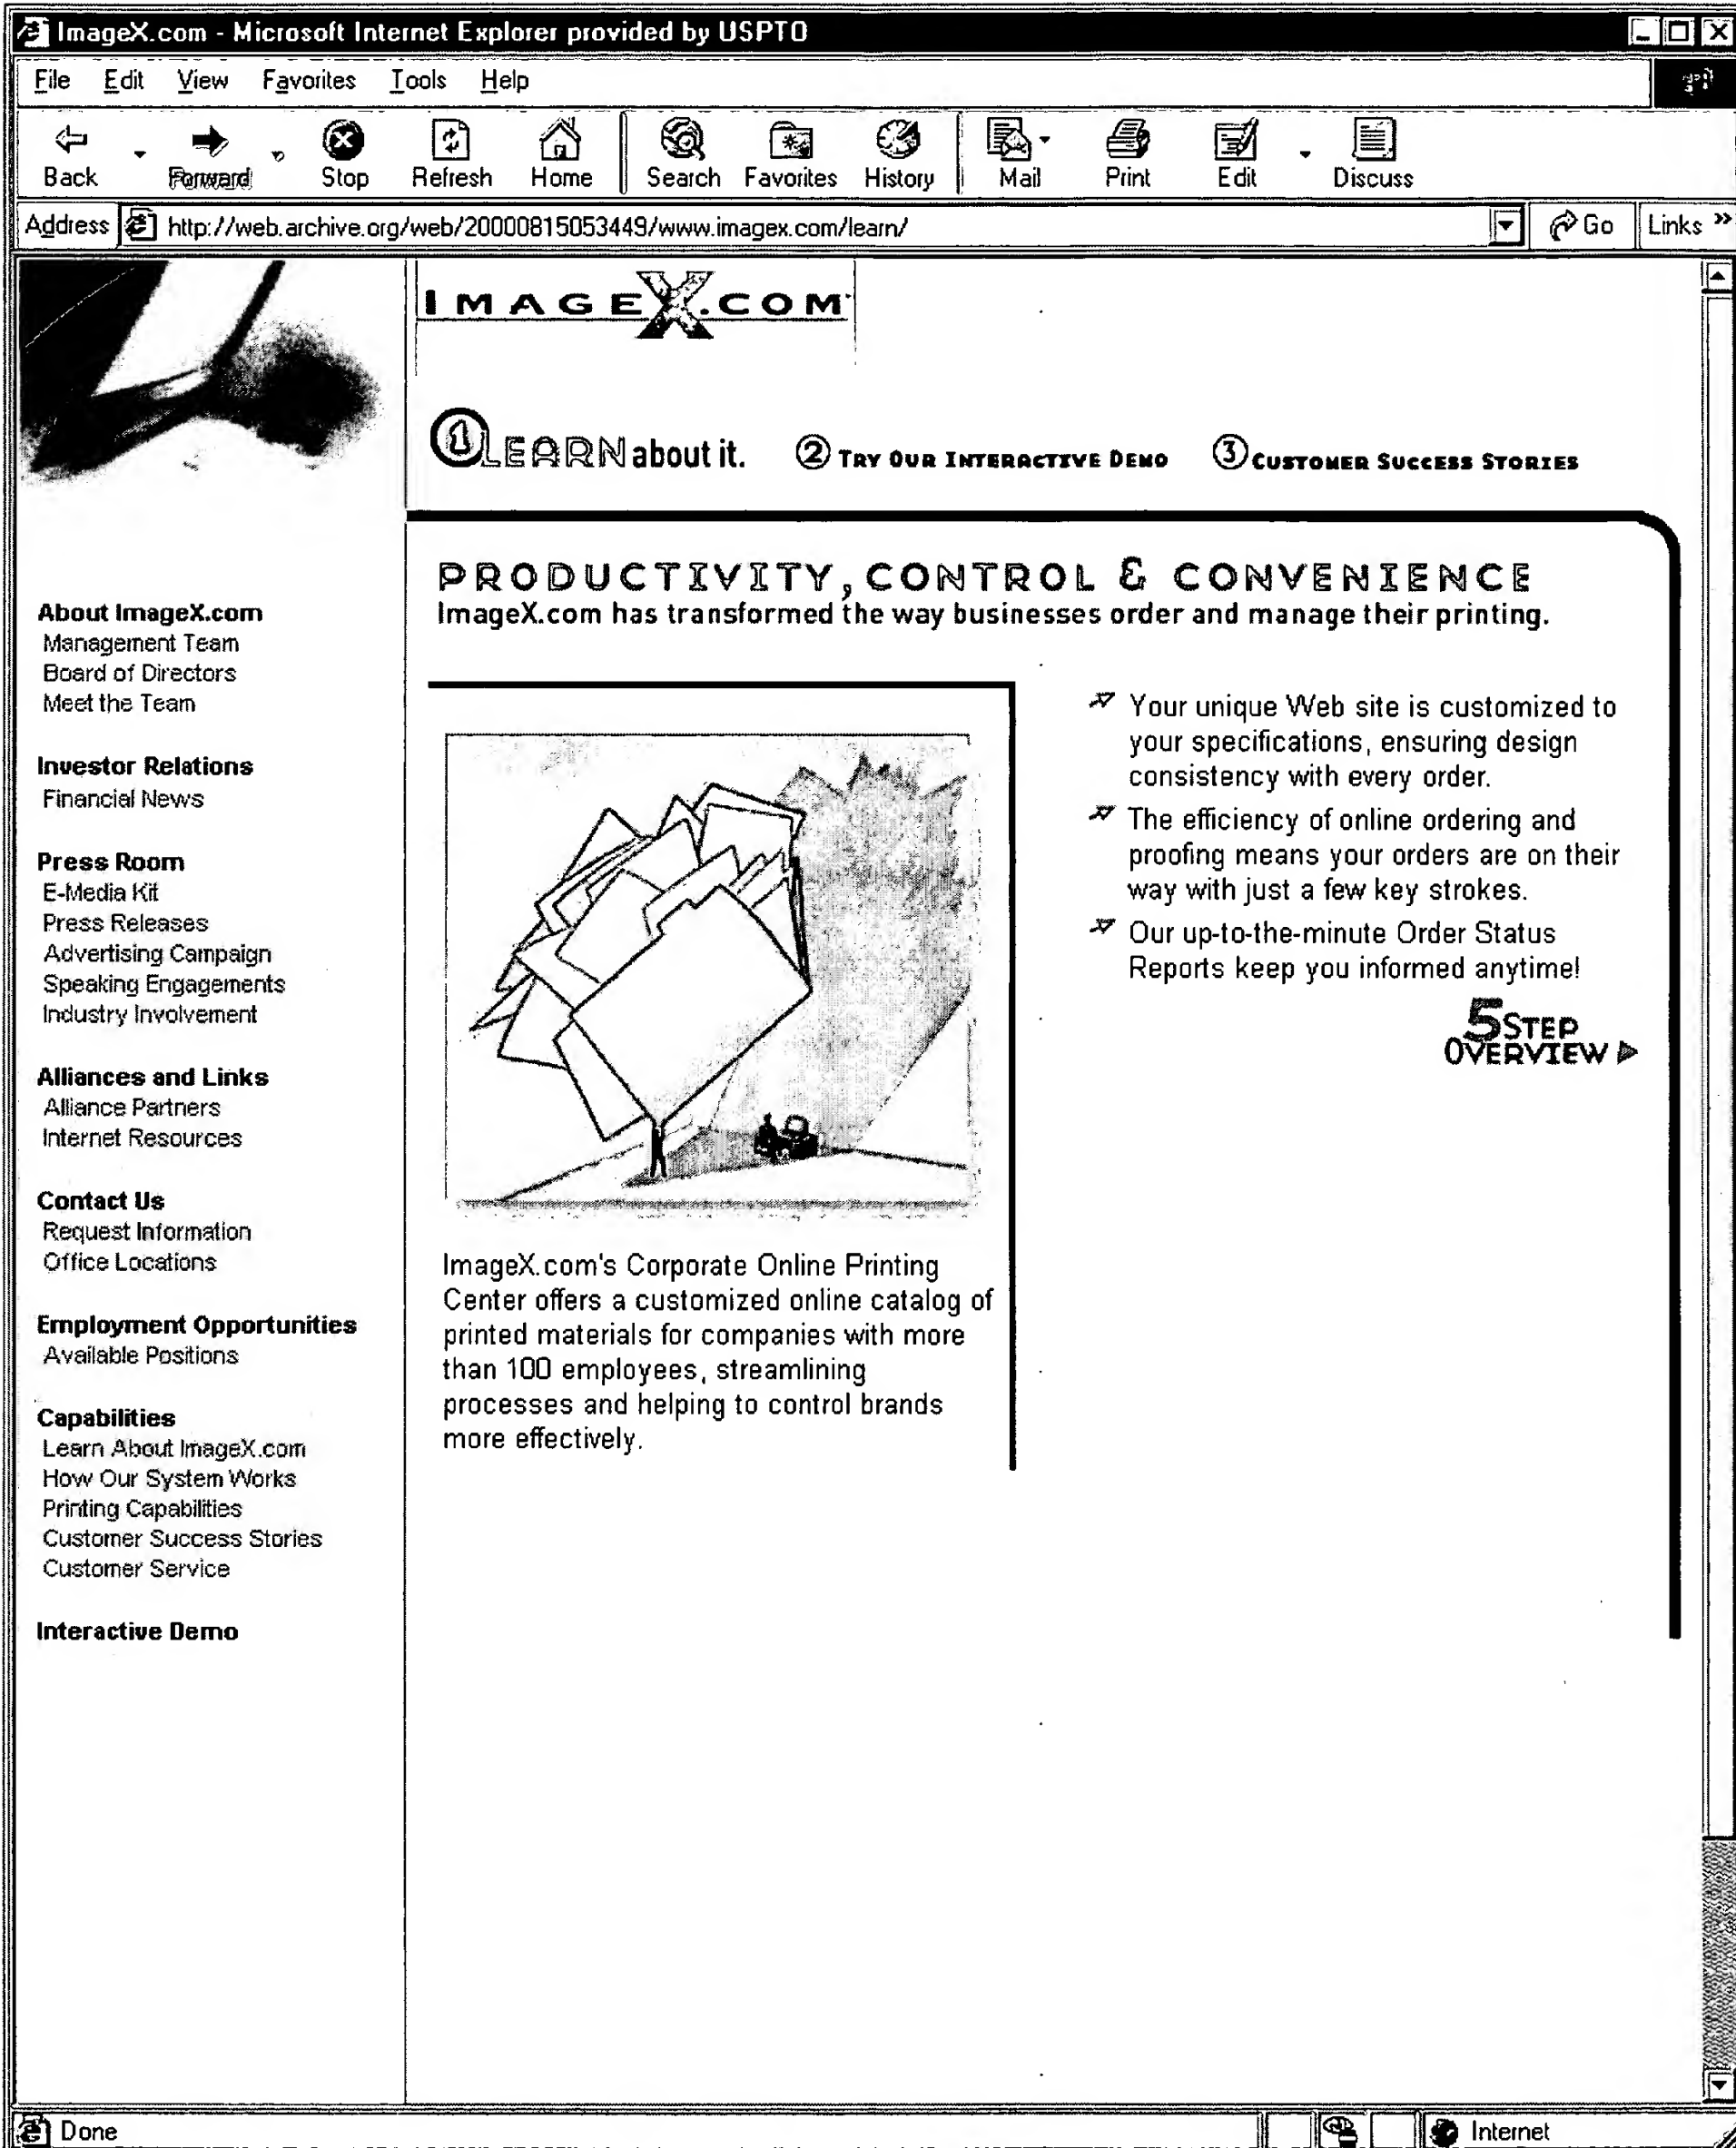 ImageX.com - Microsoft Internet Explorer provided by USPTO
File Edit View Favorites Tools Help
Back Forward Stop Refresh Home Search Favorites History Mail Print Edit Discuss
Address http://web.archive.org/web/20000815053449/www.imagex.com/learn/ Go Links »
IMAGEX.COM
1 LEARN about it. 2 TRY OUR INTERACTIVE DEMO 3 CUSTOMER SUCCESS STORIES
PRODUCTIVITY, CONTROL & CONVENIENCE
ImageX.com has transformed the way businesses order and manage their printing.
About ImageX.com
Management Team
Board of Directors
Meet the Team
Investor Relations
Financial News
Press Room
E-Media Kit
Press Releases
Advertising Campaign
Speaking Engagements
Industry Involvement
Alliances and Links
Alliance Partners
Internet Resources
Contact Us
Request Information
Office Locations
Employment Opportunities
Available Positions
Capabilities
Learn About ImageX.com
How Our System Works
Printing Capabilities
Customer Success Stories
Customer Service
Interactive Demo
ImageX.com's Corporate Online Printing
Center offers a customized online catalog of
printed materials for companies with more
than 100 employees, streamlining
processes and helping to control brands
more effectively.
Your unique Web site is customized to
your specifications, ensuring design
consistency with every order.
The efficiency of online ordering and
proofing means your orders are on their
way with just a few key strokes.
Our up-to-the-minute Order Status
Reports keep you informed anytime!
5 STEP
OVERVIEW
Done Internet